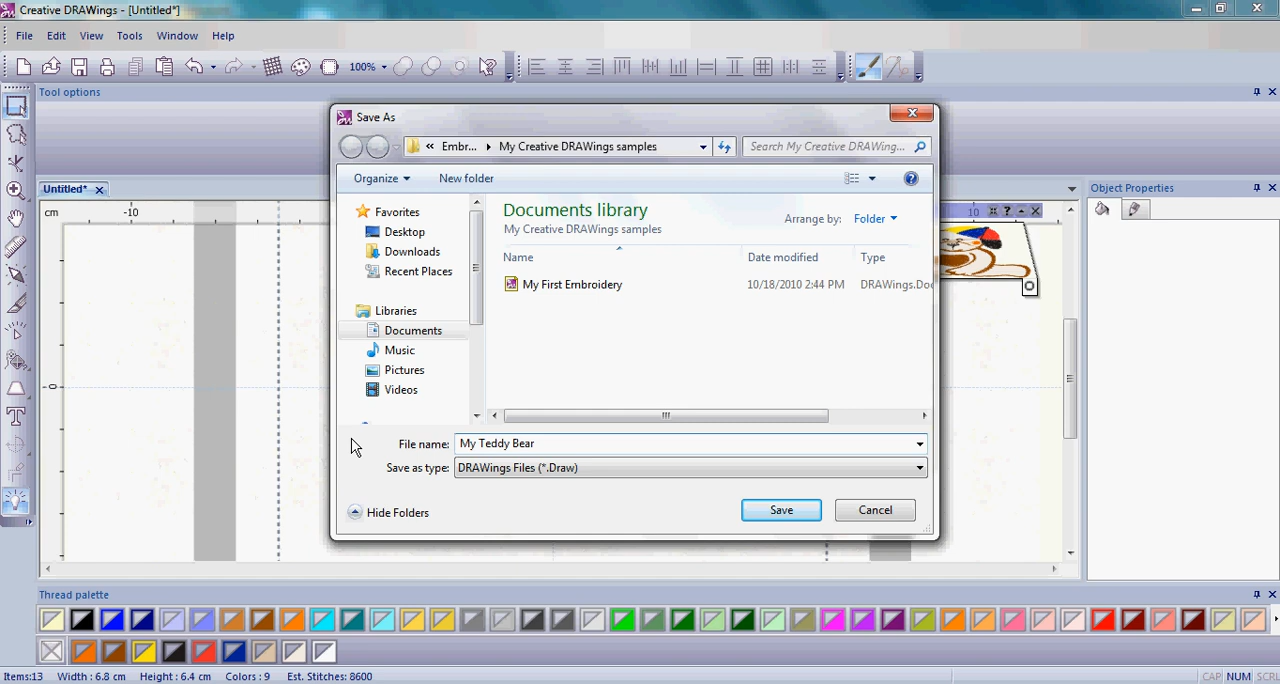 Creative DRAWings - [Untitled*]
File Edit View Tools Window Help
100%
Tool options
Untitled*
cm
-10
10
0
Object Properties
Save As
« Embr... My Creative DRAWings samples
Search My Creative DRAWing...
Organize New folder
Favorites
Desktop
Downloads
Recent Places
Libraries
Documents
Music
Pictures
Videos
Documents library
My Creative DRAWings samples
Arrange by: Folder
Name Date modified Type
My First Embroidery 10/18/2010 2:44 PM DRAWings.Doc
File name: My Teddy Bear
Save as type: DRAWings Files (*.Draw)
Hide Folders
Save Cancel
Thread palette
Items:13 Width : 6.8 cm Height : 6.4 cm Colors : 9 Est. Stitches: 8600
CAP NUM SCRL